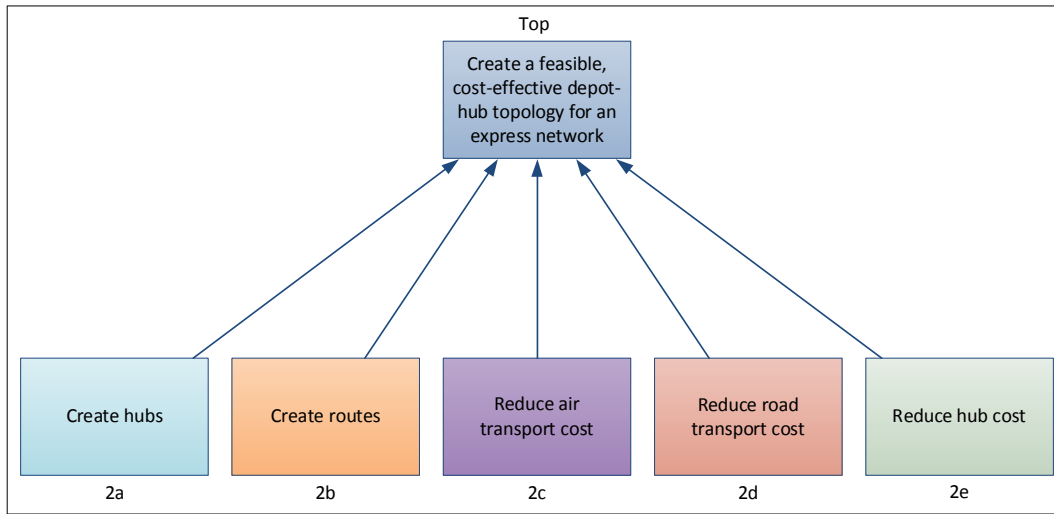 Top
Create a feasible,
cost-effective depot-
hub topology for an
express network
Create hubs
Create routes
Reduce air
transport cost
Reduce road
transport cost
Reduce hub cost
2a
2b
2c
2d
2e